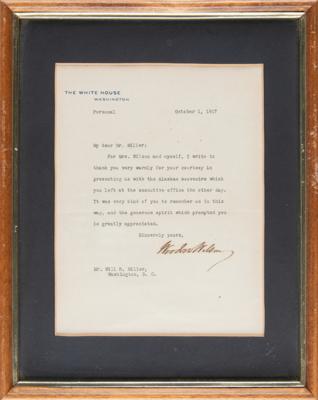 THE WHITE HOUSE
WASHINGTON
Personal October 1, 1917
My dear Mr. Miller:
For Mrs. Wilson and myself, I write to
thank you very warmly for your courtesy in
presenting us with the Alaskan souvenirs which
you left at the executive office the other day.
It was very kind of you to remember us in this
way, and the generous spirit which prompted you
is greatly appreciated.
Sincerely yours,
Woodrow Wilson
Mr. Will H. Miller,
Washington, D. C.